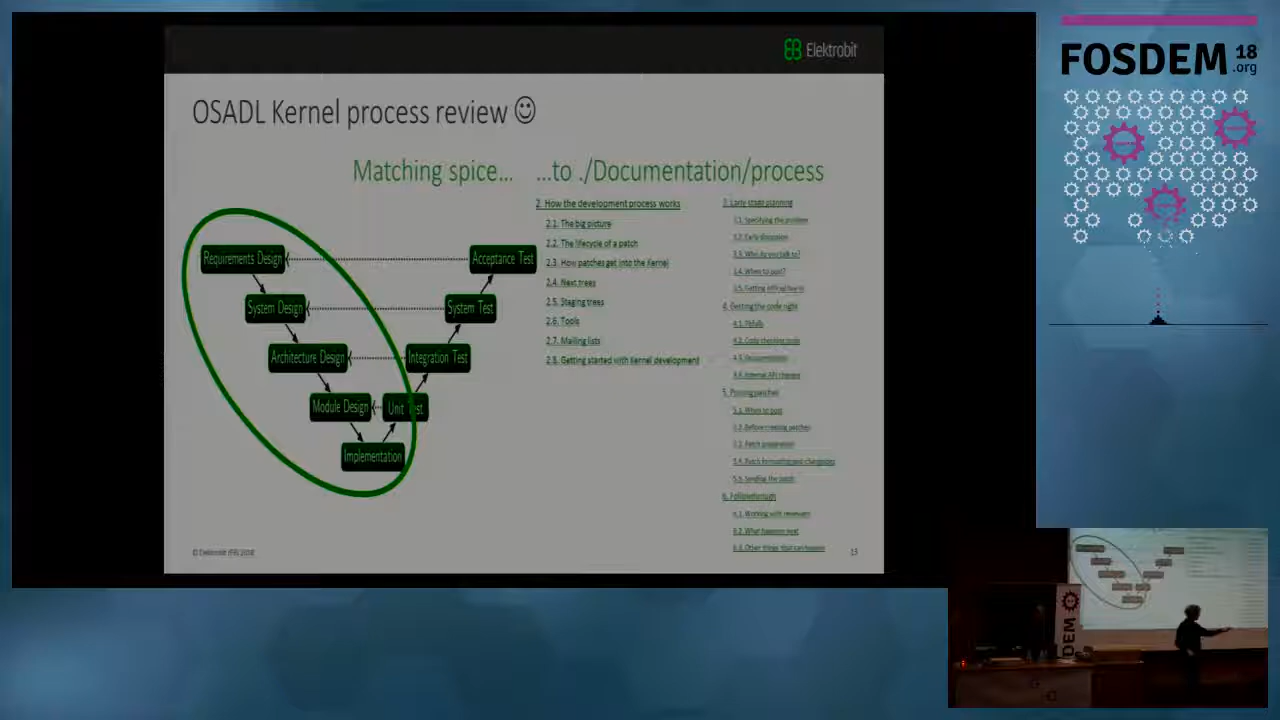 Elektrobit
OSADL Kernel process review ☺
Matching spice... ...to ./Documentation/process
Requirements Design
System Design
Architecture Design
Module Design
Implementation
Unit Test
Integration Test
System Test
Acceptance Test
2. How the development process works
2.1. The big picture
2.2. The lifecycle of a patch
2.3. How patches get into the Kernel
2.4. Next trees
2.5. Staging trees
2.6. Tools
2.7. Mailing lists
2.8. Getting started with Kernel development
3. Early stage planning
3.1. Specifying the problem
3.2. Early discussion
3.3. Who do you talk to?
3.4. When to post?
3.5. Getting official buy-in
4. Getting the code right
4.1. Pitfalls
4.2. Code checking tools
4.3. Documentation
4.4. Internal API changes
5. Posting patches
5.1. When to post
5.2. Before creating patches
5.3. Patch preparation
5.4. Patch formatting and changelogs
5.5. Sending the patch
6. Followthrough
6.1. Working with reviewers
6.2. What happens next
6.3. Other things that can happen
© Elektrobit (EB) 2018
13
FOSDEM 18
.org
DEM